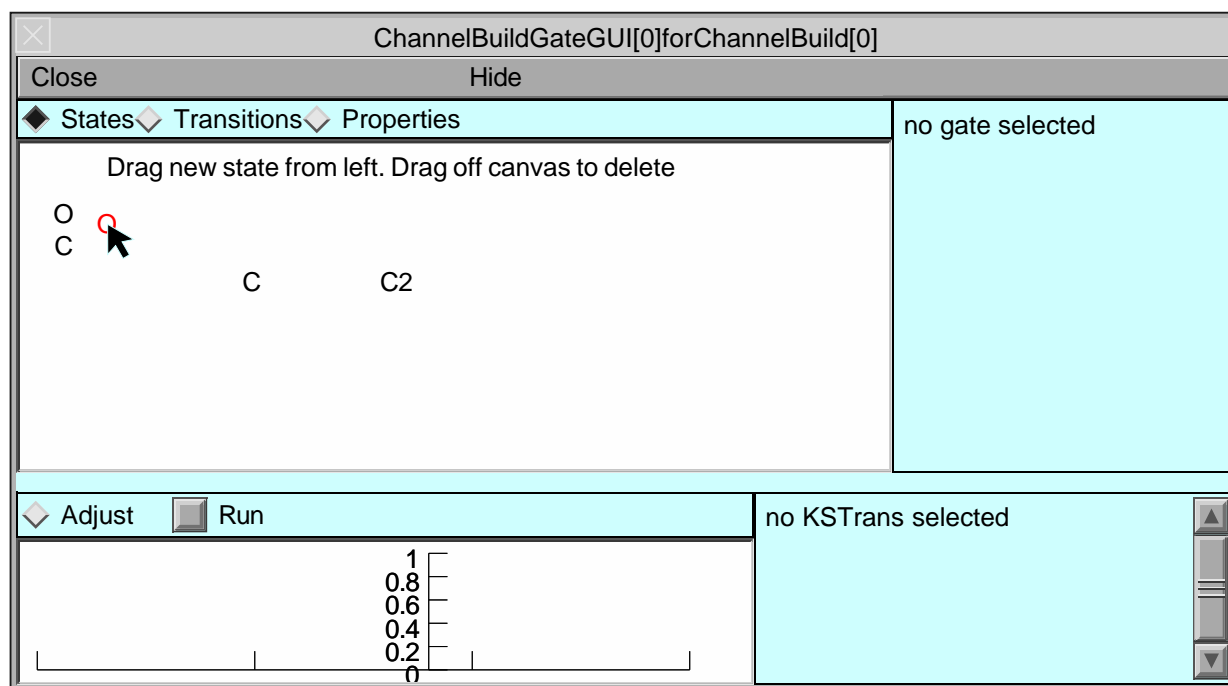 ChannelBuildGateGUI[0]forChannelBuild[0]
Close Hide
States Transitions Properties
no gate selected
Drag new state from left. Drag off canvas to delete
O
O
C
C C2
Adjust Run
no KSTrans selected
1
0.8
0.6
0.4
0.2
0